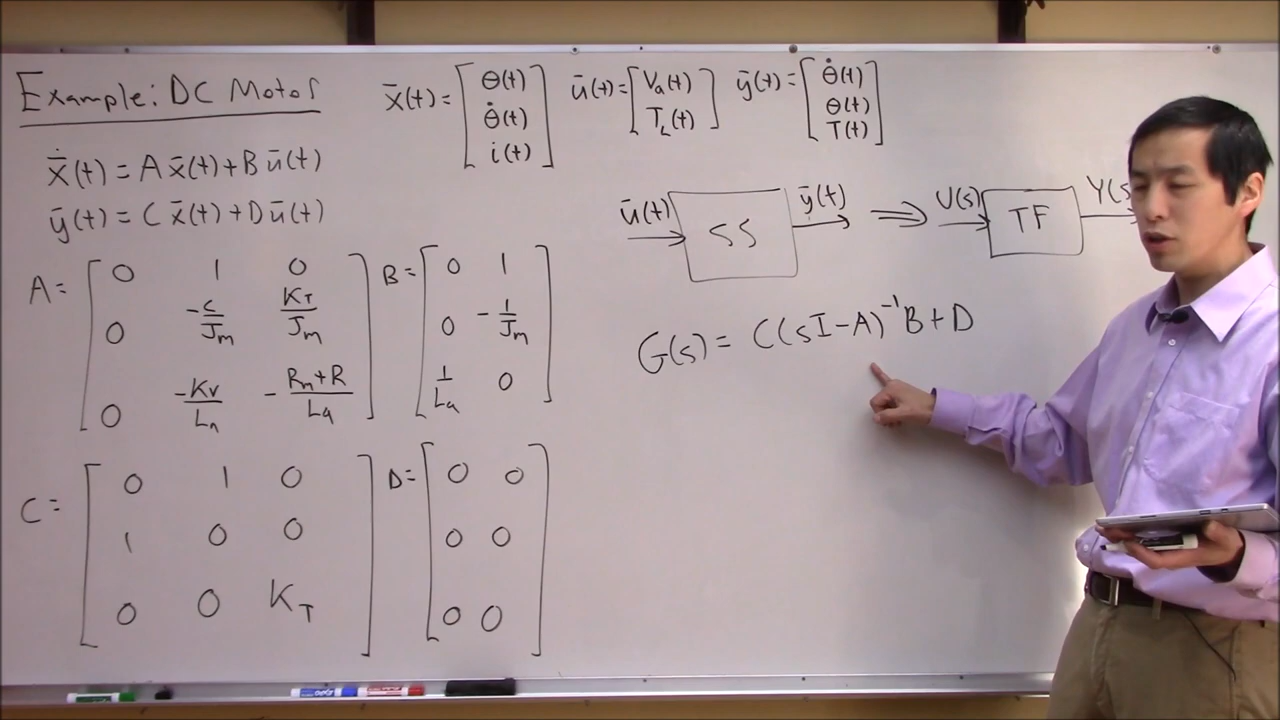 Example: DC Motor
x̄(t) = [θ(t) θ̇(t) i(t)]
ū(t) = [Va(t) TL(t)]
ȳ(t) = [θ̇(t) θ(t) T(t)]
x̄̇(t) = A x̄(t) + B ū(t)
ȳ(t) = C x̄(t) + D ū(t)
ū(t) SS ȳ(t) ⇒ U(s) TF Y(s
A = [0 1 0
0 -c/Jm KT/Jm
0 -Kv/La -(Rm+R)/La]
B = [0 1
0 -1/Jm
1/La 0]
G(s) = C(sI-A)⁻¹B+D
C = [0 1 0
1 0 0
0 0 KT]
D = [0 0
0 0
0 0]